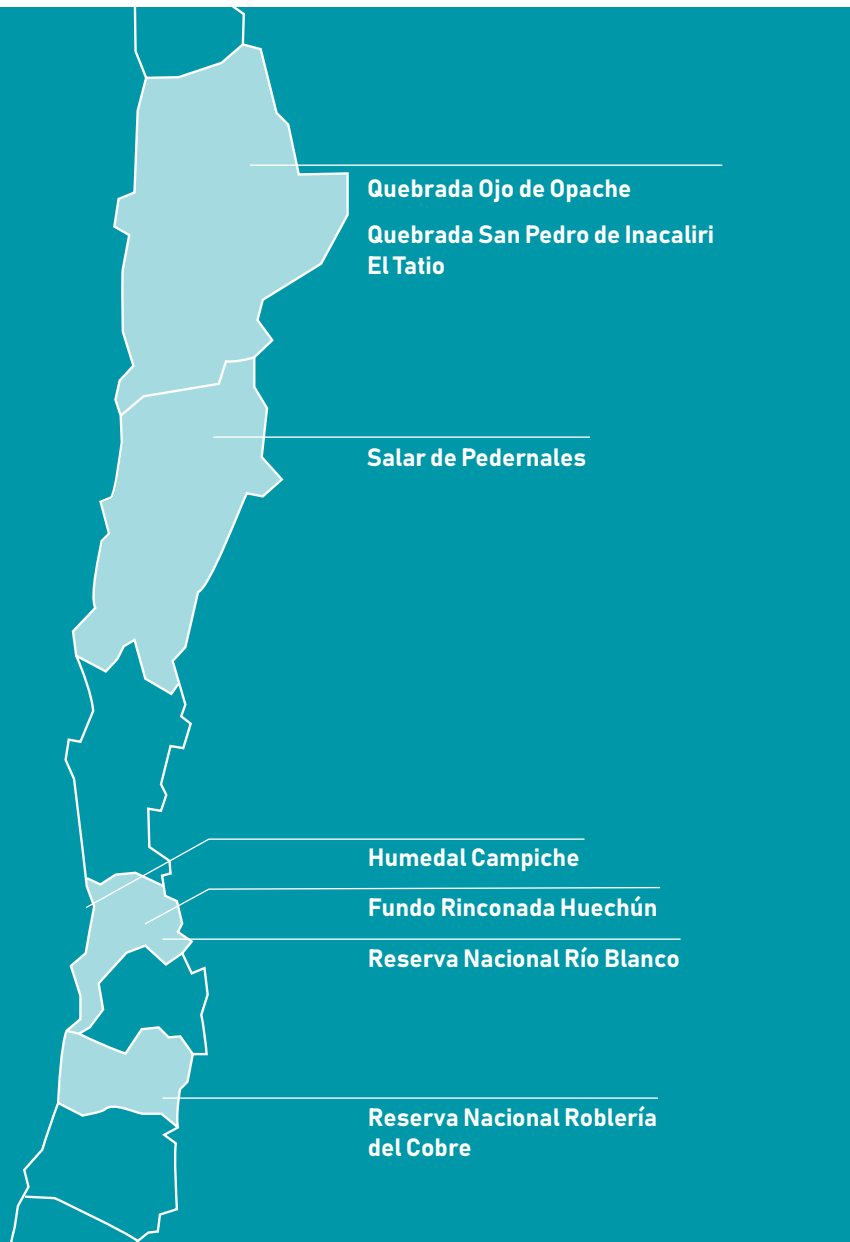 Quebrada Ojo de Opache
Quebrada San Pedro de Inacaliri
El Tatio
Salar de Pedernales
Humedal Campiche
Fundo Rinconada Huechún
Reserva Nacional Río Blanco
Reserva Nacional Roblería
del Cobre